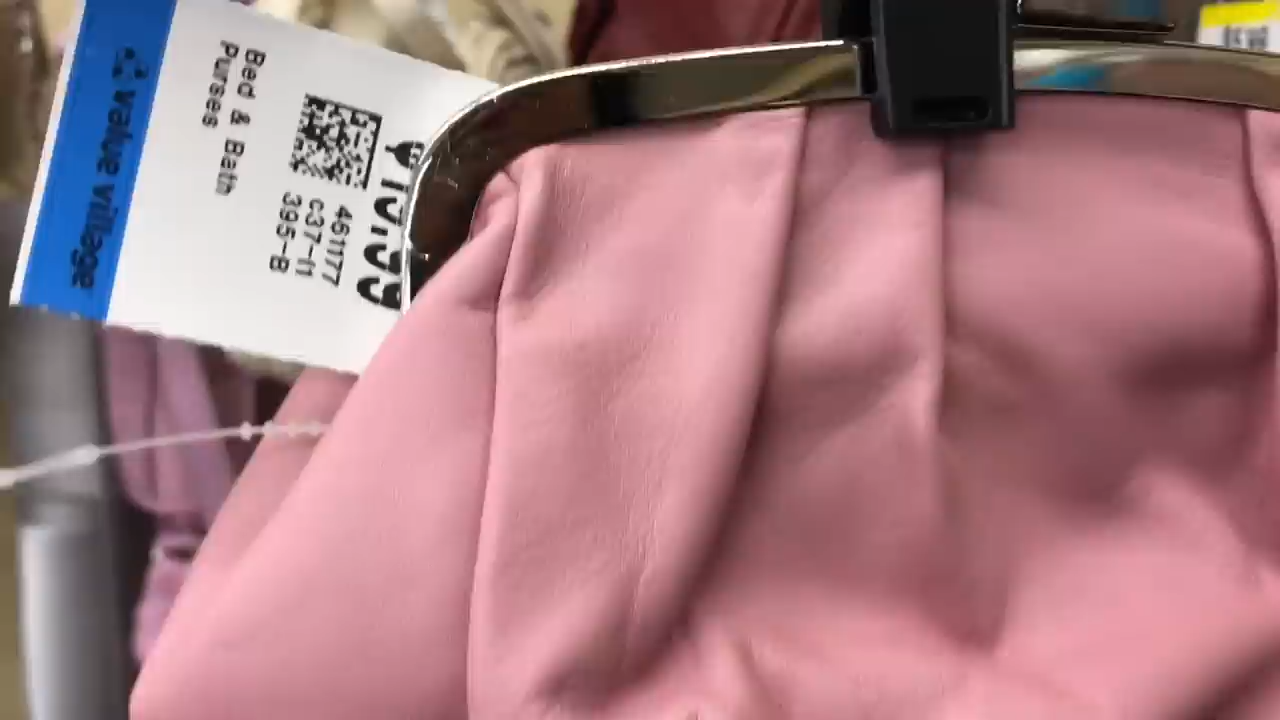 value village
Bed & Bath
Purses
461177
c37-11
395-B